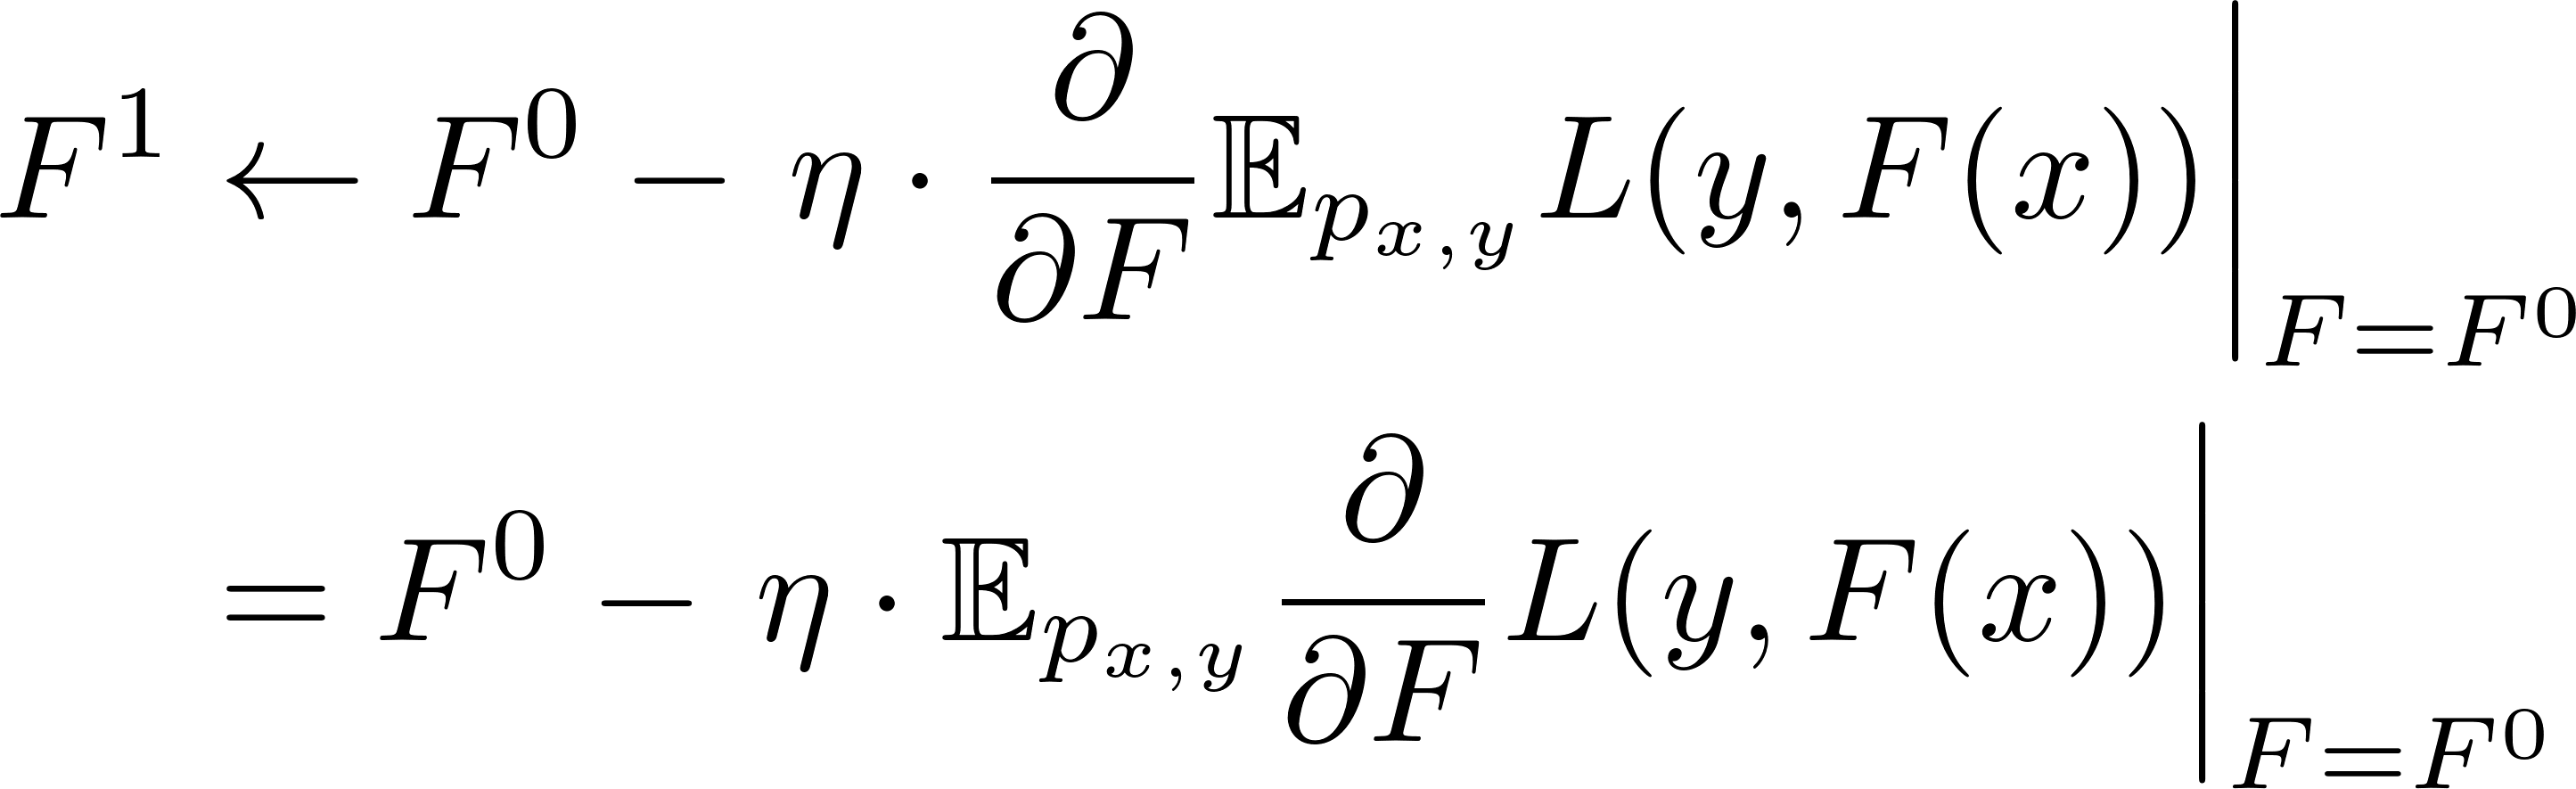 $F^1 \leftarrow F^0 - \eta \cdot \frac{\partial}{\partial F} \mathbb{E}_{p_{x,y}} L(y, F(x)) \Big|_{F=F^0}$
$= F^0 - \eta \cdot \mathbb{E}_{p_{x,y}} \frac{\partial}{\partial F} L(y, F(x)) \Big|_{F=F^0}$